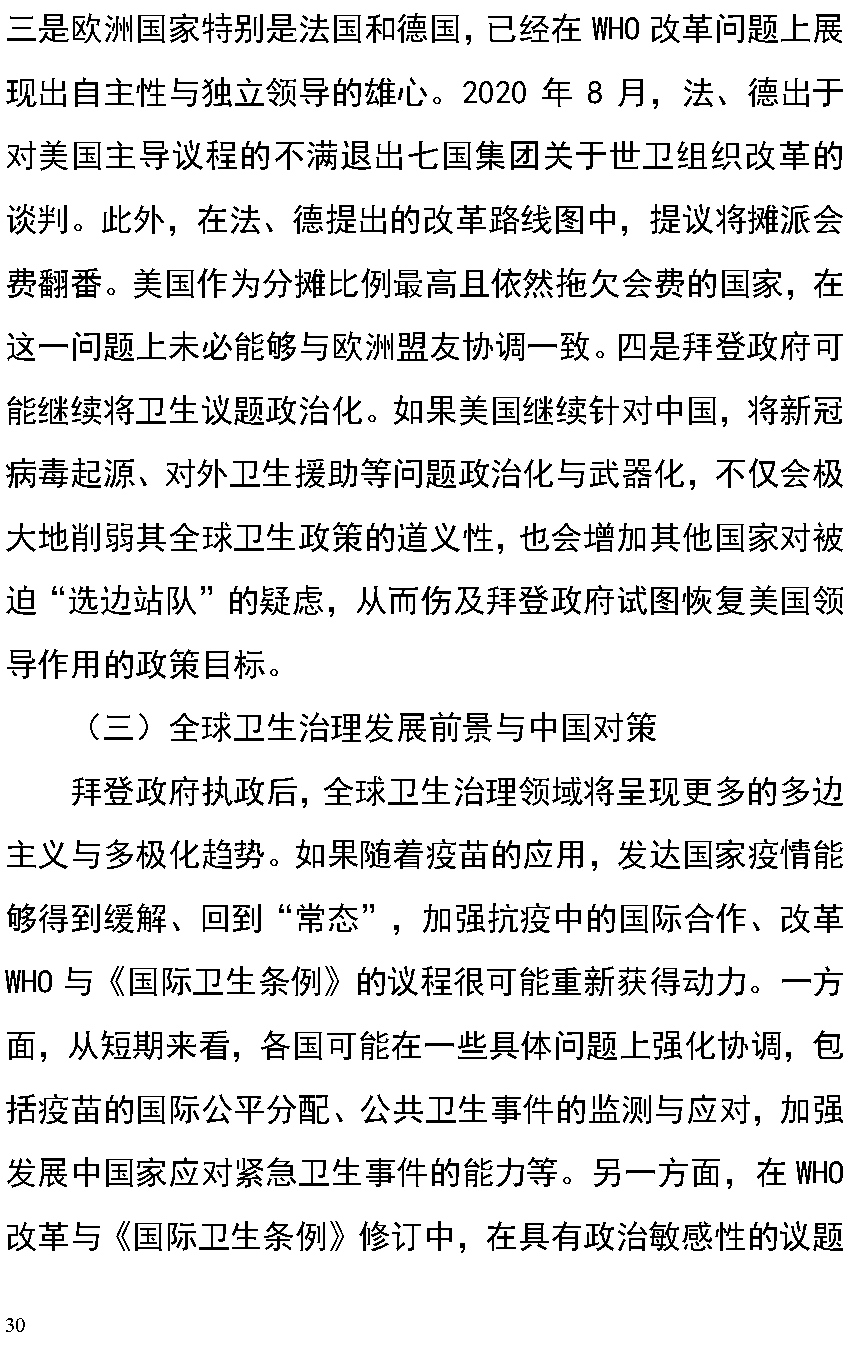 三是欧洲国家特别是法国和德国，已经在 WHO 改革问题上展
现出自主性与独立领导的雄心。2020 年 8 月，法、德出于
对美国主导议程的不满退出七国集团关于世卫组织改革的
谈判。此外，在法、德提出的改革路线图中，提议将摊派会
费翻番。美国作为分摊比例最高且依然拖欠会费的国家，在
这一问题上未必能够与欧洲盟友协调一致。四是拜登政府可
能继续将卫生议题政治化。如果美国继续针对中国，将新冠
病毒起源、对外卫生援助等问题政治化与武器化，不仅会极
大地削弱其全球卫生政策的道义性，也会增加其他国家对被
迫“选边站队”的疑虑，从而伤及拜登政府试图恢复美国领
导作用的政策目标。
（三）全球卫生治理发展前景与中国对策
拜登政府执政后，全球卫生治理领域将呈现更多的多边
主义与多极化趋势。如果随着疫苗的应用，发达国家疫情能
够得到缓解、回到“常态”，加强抗疫中的国际合作、改革
WHO 与《国际卫生条例》的议程很可能重新获得动力。一方
面，从短期来看，各国可能在一些具体问题上强化协调，包
括疫苗的国际公平分配、公共卫生事件的监测与应对，加强
发展中国家应对紧急卫生事件的能力等。另一方面，在 WHO
改革与《国际卫生条例》修订中，在具有政治敏感性的议题
30